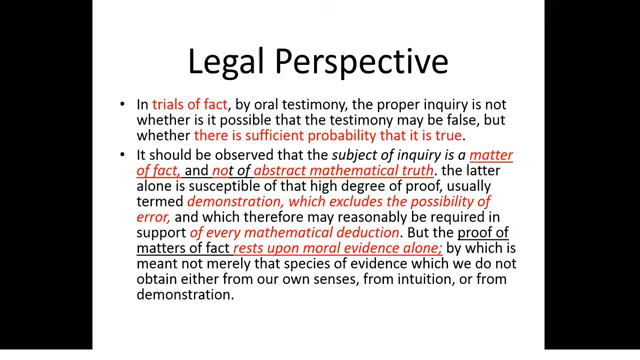 Legal Perspective
• In trials of fact, by oral testimony, the proper inquiry is not
whether is it possible that the testimony may be false, but
whether there is sufficient probability that it is true.
• It should be observed that the subject of inquiry is a matter
of fact, and not of abstract mathematical truth. the latter
alone is susceptible of that high degree of proof, usually
termed demonstration, which excludes the possibility of
error, and which therefore may reasonably be required in
support of every mathematical deduction. But the proof of
matters of fact rests upon moral evidence alone; by which is
meant not merely that species of evidence which we do not
obtain either from our own senses, from intuition, or from
demonstration.